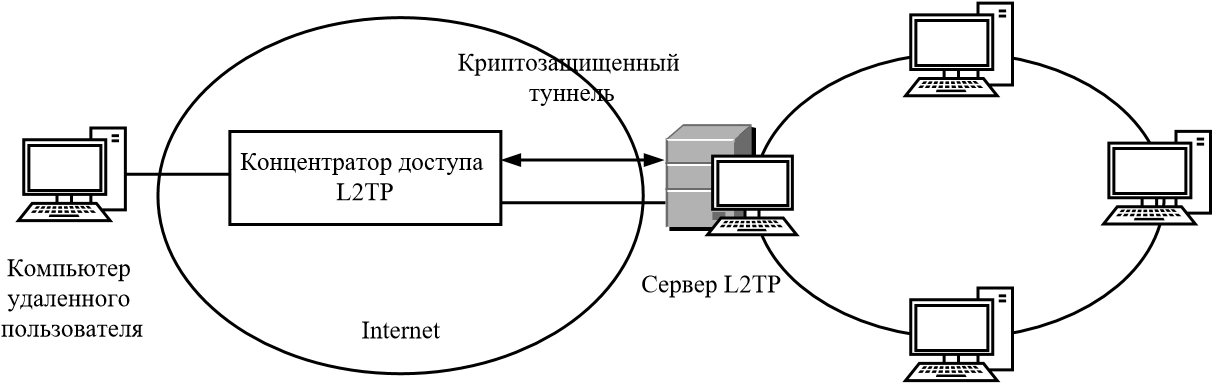 Криптозащищенный
туннель
Концентратор доступа
L2TP
Компьютер
удаленного
пользователя
Сервер L2TP
Internet